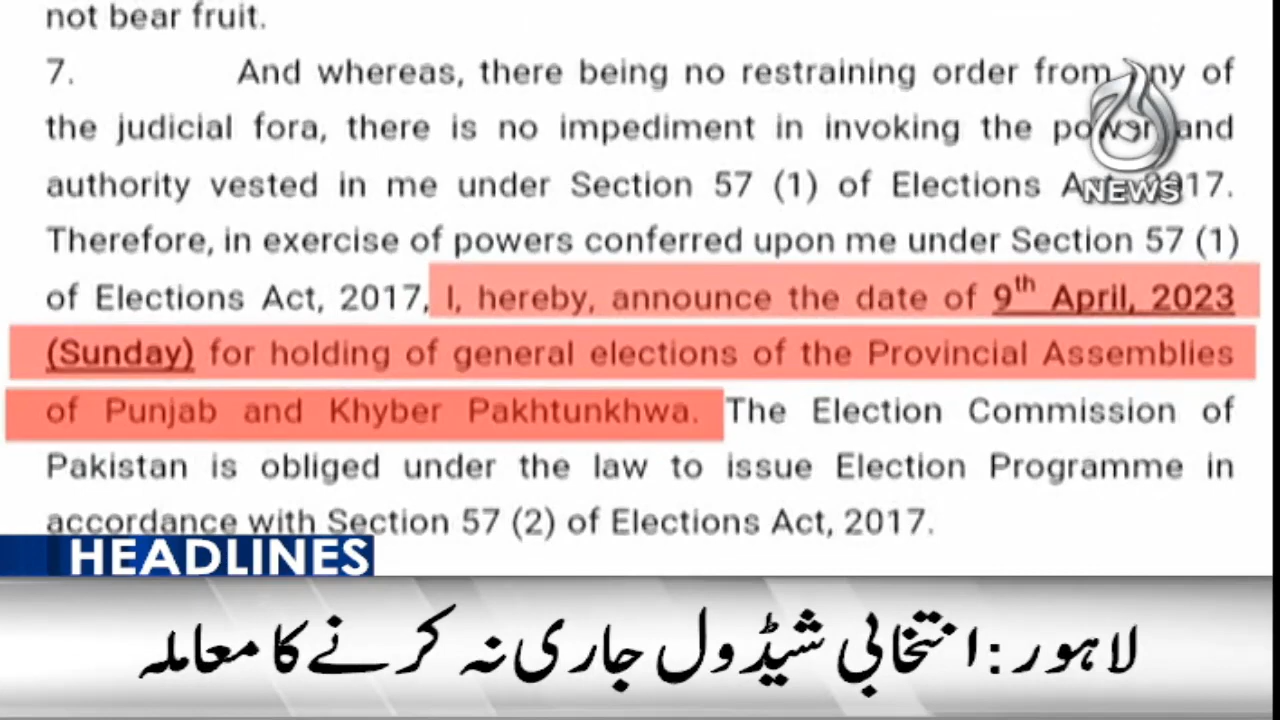 not bear fruit.
7. And whereas, there being no restraining order from any of
the judicial fora, there is no impediment in invoking the power and
authority vested in me under Section 57 (1) of Elections Act, 2017.
Therefore, in exercise of powers conferred upon me under Section 57 (1)
of Elections Act, 2017, I, hereby, announce the date of 9th April, 2023
(Sunday) for holding of general elections of the Provincial Assemblies
of Punjab and Khyber Pakhtunkhwa. The Election Commission of
Pakistan is obliged under the law to issue Election Programme in
accordance with Section 57 (2) of Elections Act, 2017.
NEWS
HEADLINES
لاہور: انتخابی شیڈول جاری نہ کرنے کا معاملہ